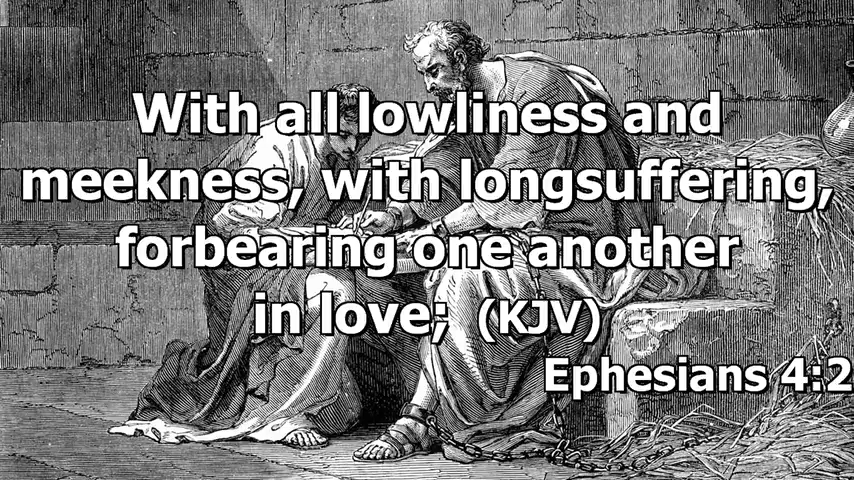 With all lowliness and
meekness, with longsuffering,
forbearing one another
in love; (KJV)
Ephesians 4:2